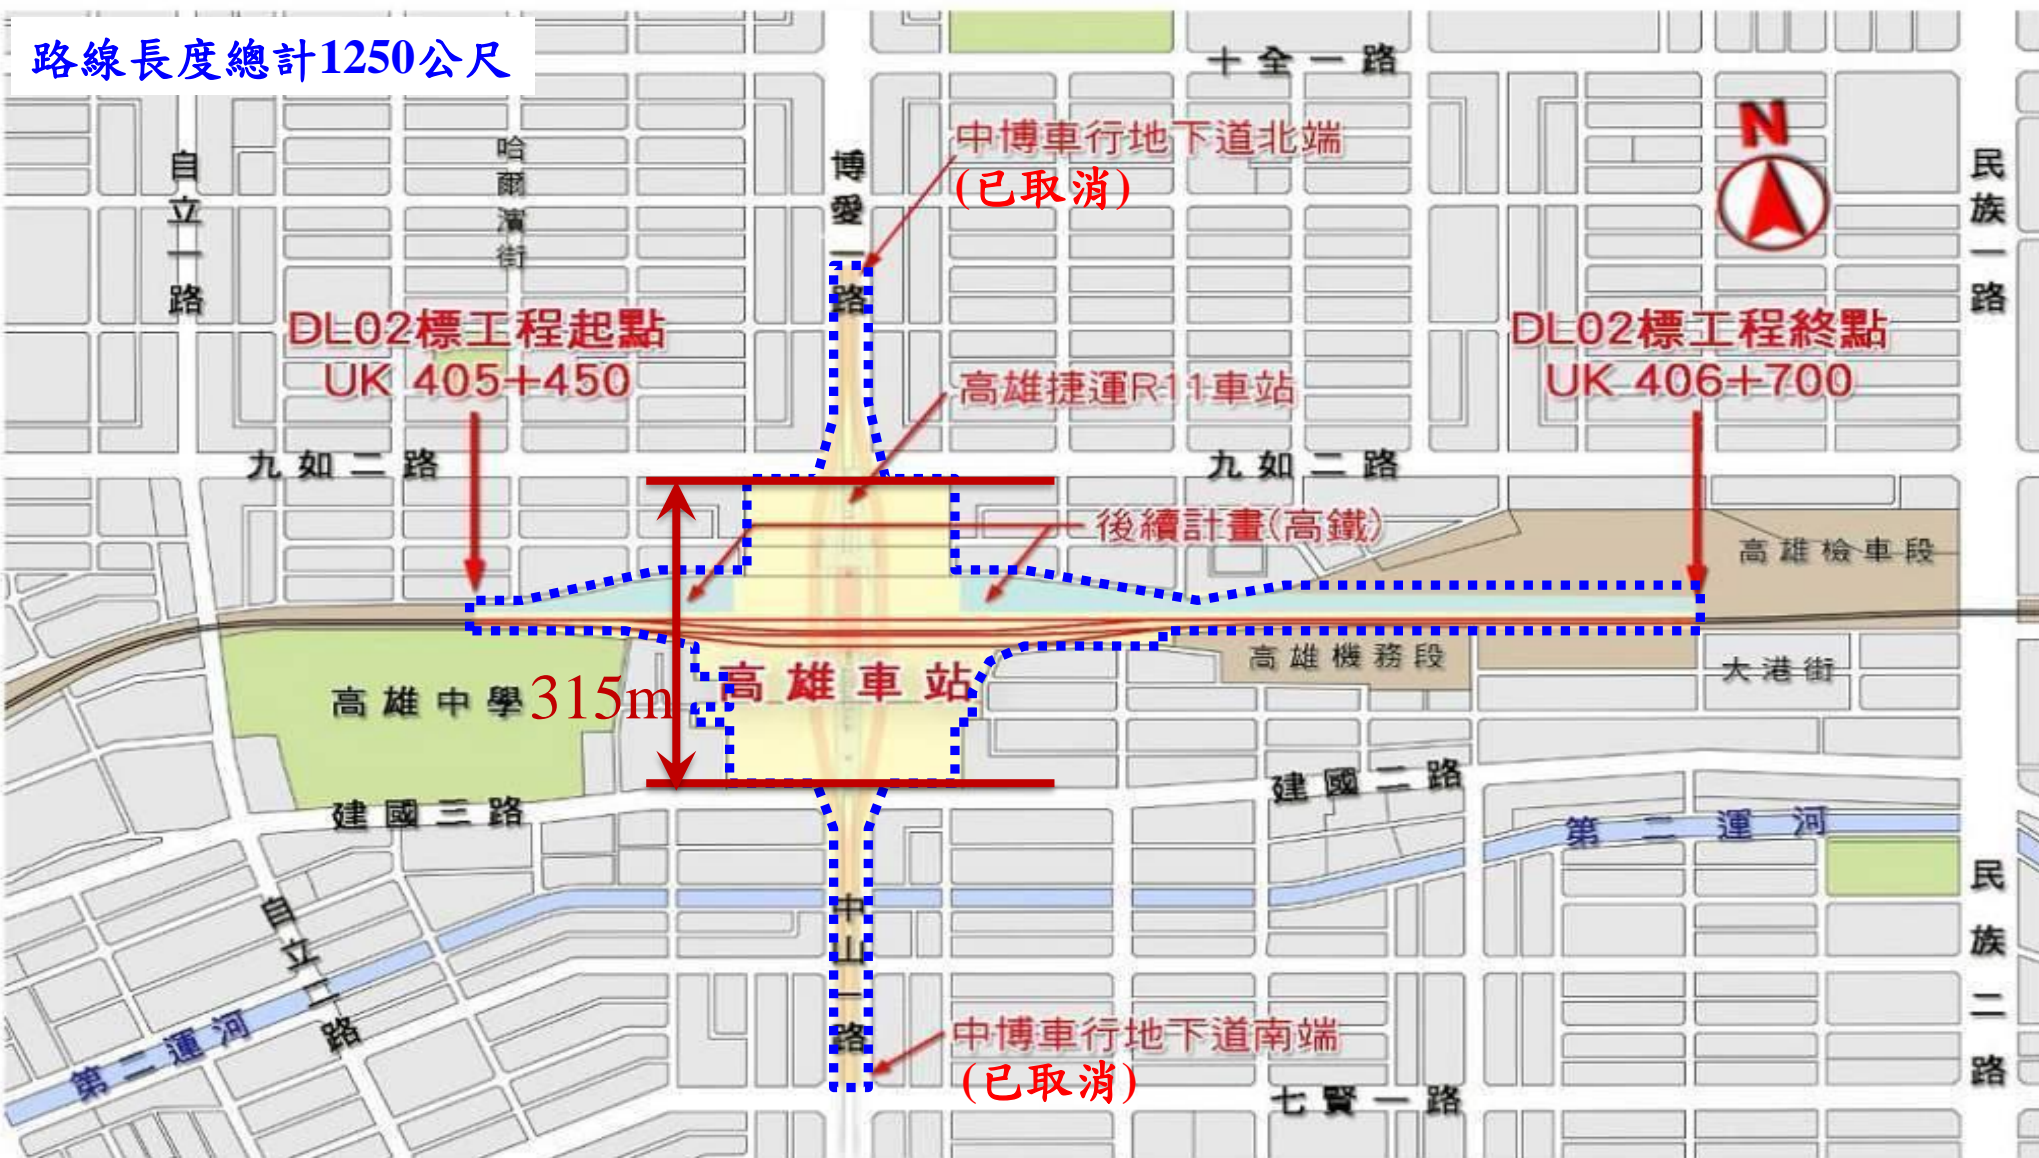 路線長度總計1250公尺
十全一路
N
中博車行地下道北端
(已取消)
自立一路
哈爾濱街
博愛一路
民族一路
DL02標工程起點
UK 405+450
DL02標工程終點
UK 406+700
高雄捷運R11車站
九如二路
九如二路
後續計畫(高鐵)
高雄檢車段
高雄機務段
大港街
高雄中學
315m
高雄車站
建國三路
建國二路
第二運河
自立二路
中山一路
民族二路
第二運河
中博車行地下道南端
(已取消)
七賢一路